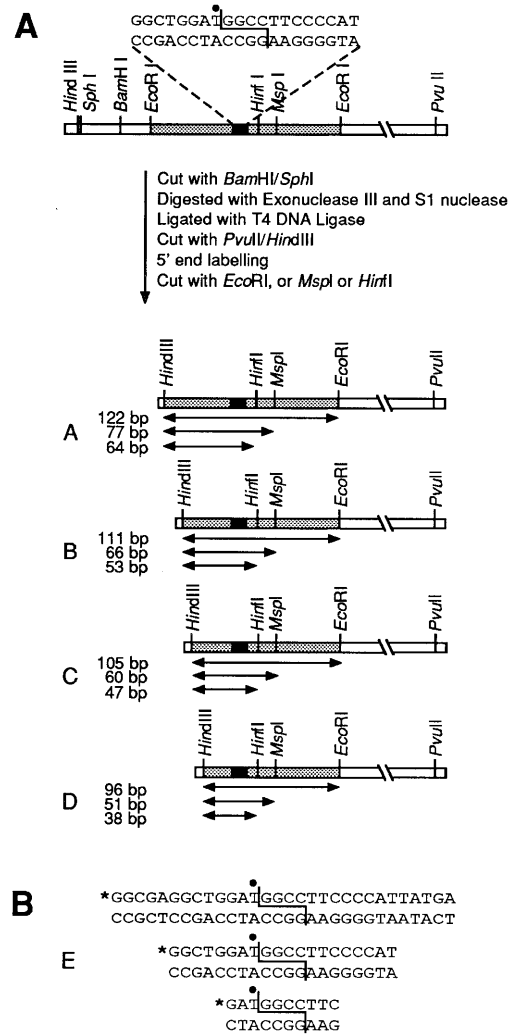 A
GGCTGGATGGCCTTCCCCAT
CCGACCTACCGGAAGGGGTA
Hind III Sph I BamH I EcoR I Hinf I Msp I EcoR I Pvu II
Cut with BamHI/SphI
Digested with Exonuclease III and S1 nuclease
Ligated with T4 DNA Ligase
Cut with PvuII/HindIII
5' end labelling
Cut with EcoRI, or MspI or HinfI
HindIII HinfI MspI EcoRI PvuII
122 bp
A 77 bp
64 bp
HindIII HinfI MspI EcoRI PvuII
111 bp
B 66 bp
53 bp
HindIII HinfI MspI EcoRI PvuII
105 bp
C 60 bp
47 bp
HindIII HinfI MspI EcoRI PvuII
96 bp
D 51 bp
38 bp
B
*GGCGAGGCTGGATGGCCTTCCCCATTATGA
CCGCTCCGACCTACCGGAAGGGGTAATACT
E
*GGCTGGATGGCCTTCCCCAT
CCGACCTACCGGAAGGGGTA
*GATGGCCTTC
CTACCGGAAG